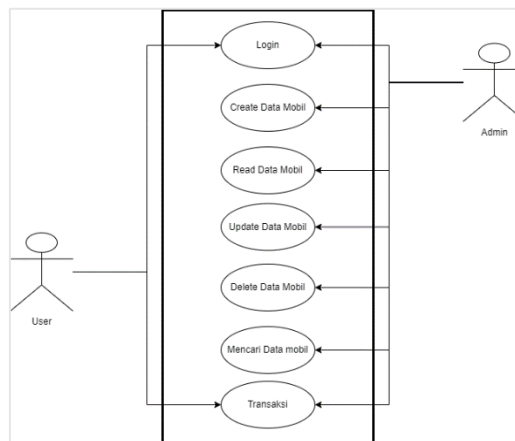 Login
Admin
Create Data Mobil
Read Data Mobil
Update Data Mobil
User
Delete Data Mobil
Mencari Data mobil
Transaksi